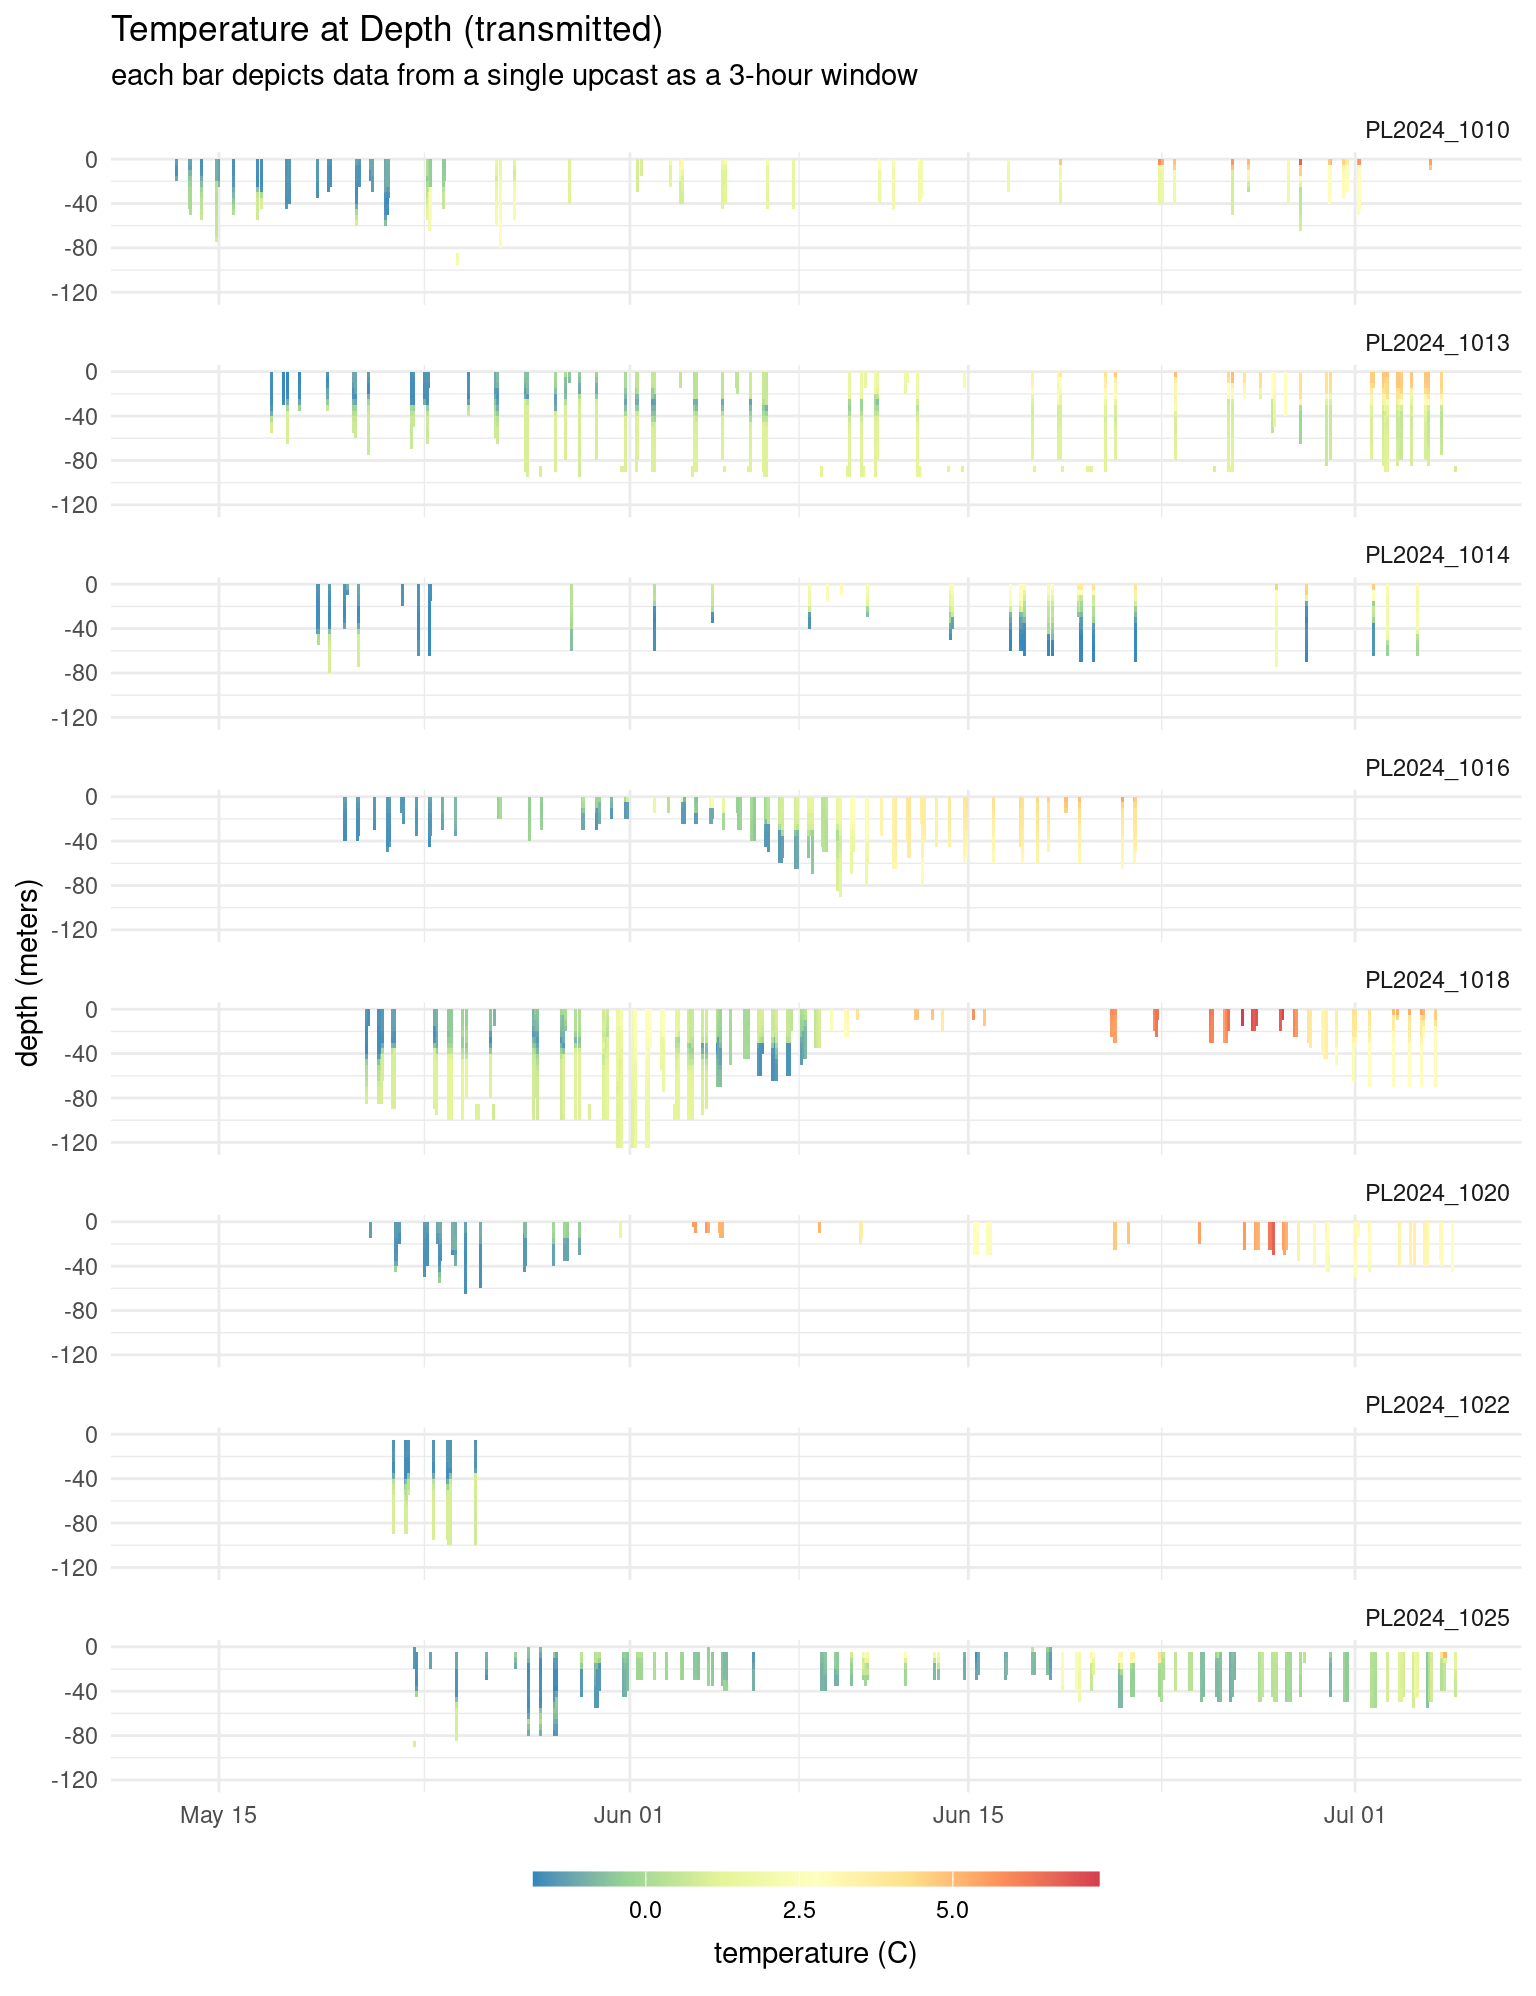 Temperature at Depth (transmitted)
each bar depicts data from a single upcast as a 3-hour window
PL2024_1010
0
-40
-80
-120
PL2024_1013
0
-40
-80
-120
PL2024_1014
0
-40
-80
-120
PL2024_1016
0
-40
-80
-120
depth (meters)
PL2024_1018
0
-40
-80
-120
PL2024_1020
0
-40
-80
-120
PL2024_1022
0
-40
-80
-120
PL2024_1025
0
-40
-80
-120
May 15 Jun 01 Jun 15 Jul 01
0.0 2.5 5.0
temperature (C)